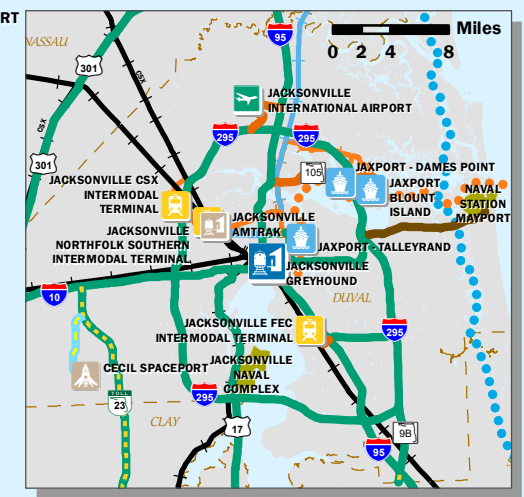 RT
95
Miles
0 2 4 8
NASSAU
301
CSX
CSX
JACKSONVILLE
INTERNATIONAL AIRPORT
295
295
301
105
JAXPORT - DAMES POINT
JACKSONVILLE CSX
INTERMODAL
TERMINAL
JAXPORT
BLOUNT
ISLAND
NAVAL
STATION
MAYPORT
JACKSONVILLE
AMTRAK
JACKSONVILLE
NORTHFOLK SOUTHERN
INTERMODAL TERMINAL
JAXPORT - TALLEYRAND
JACKSONVILLE
GREYHOUND
10
DUVAL
JACKSONVILLE FEC
INTERMODAL TERMINAL
295
JACKSONVILLE
NAVAL
COMPLEX
CECIL SPACEPORT
295
TOLL
23
CLAY
17
9B
95